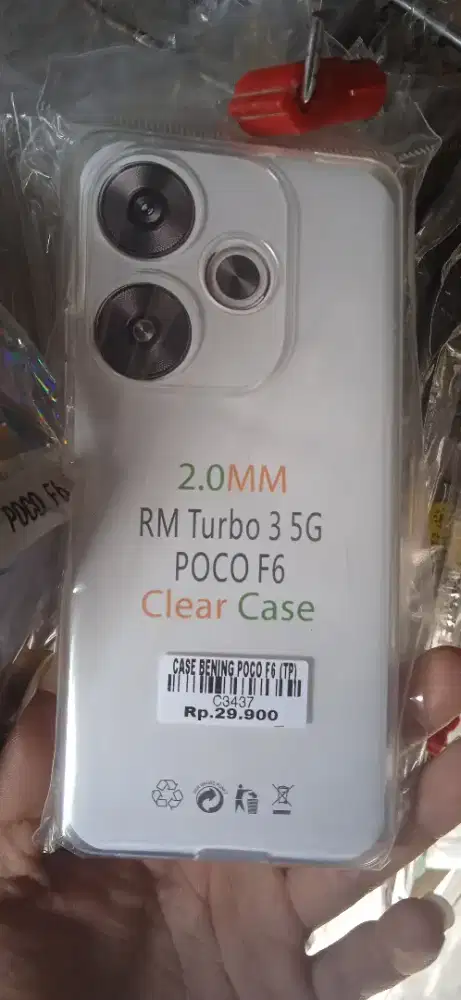 2.0MM
RM Turbo 3 5G
POCO F6
Clear Case
CASE BENING POCO F6 (TP)
C3437
Rp.29.900
POCO F6